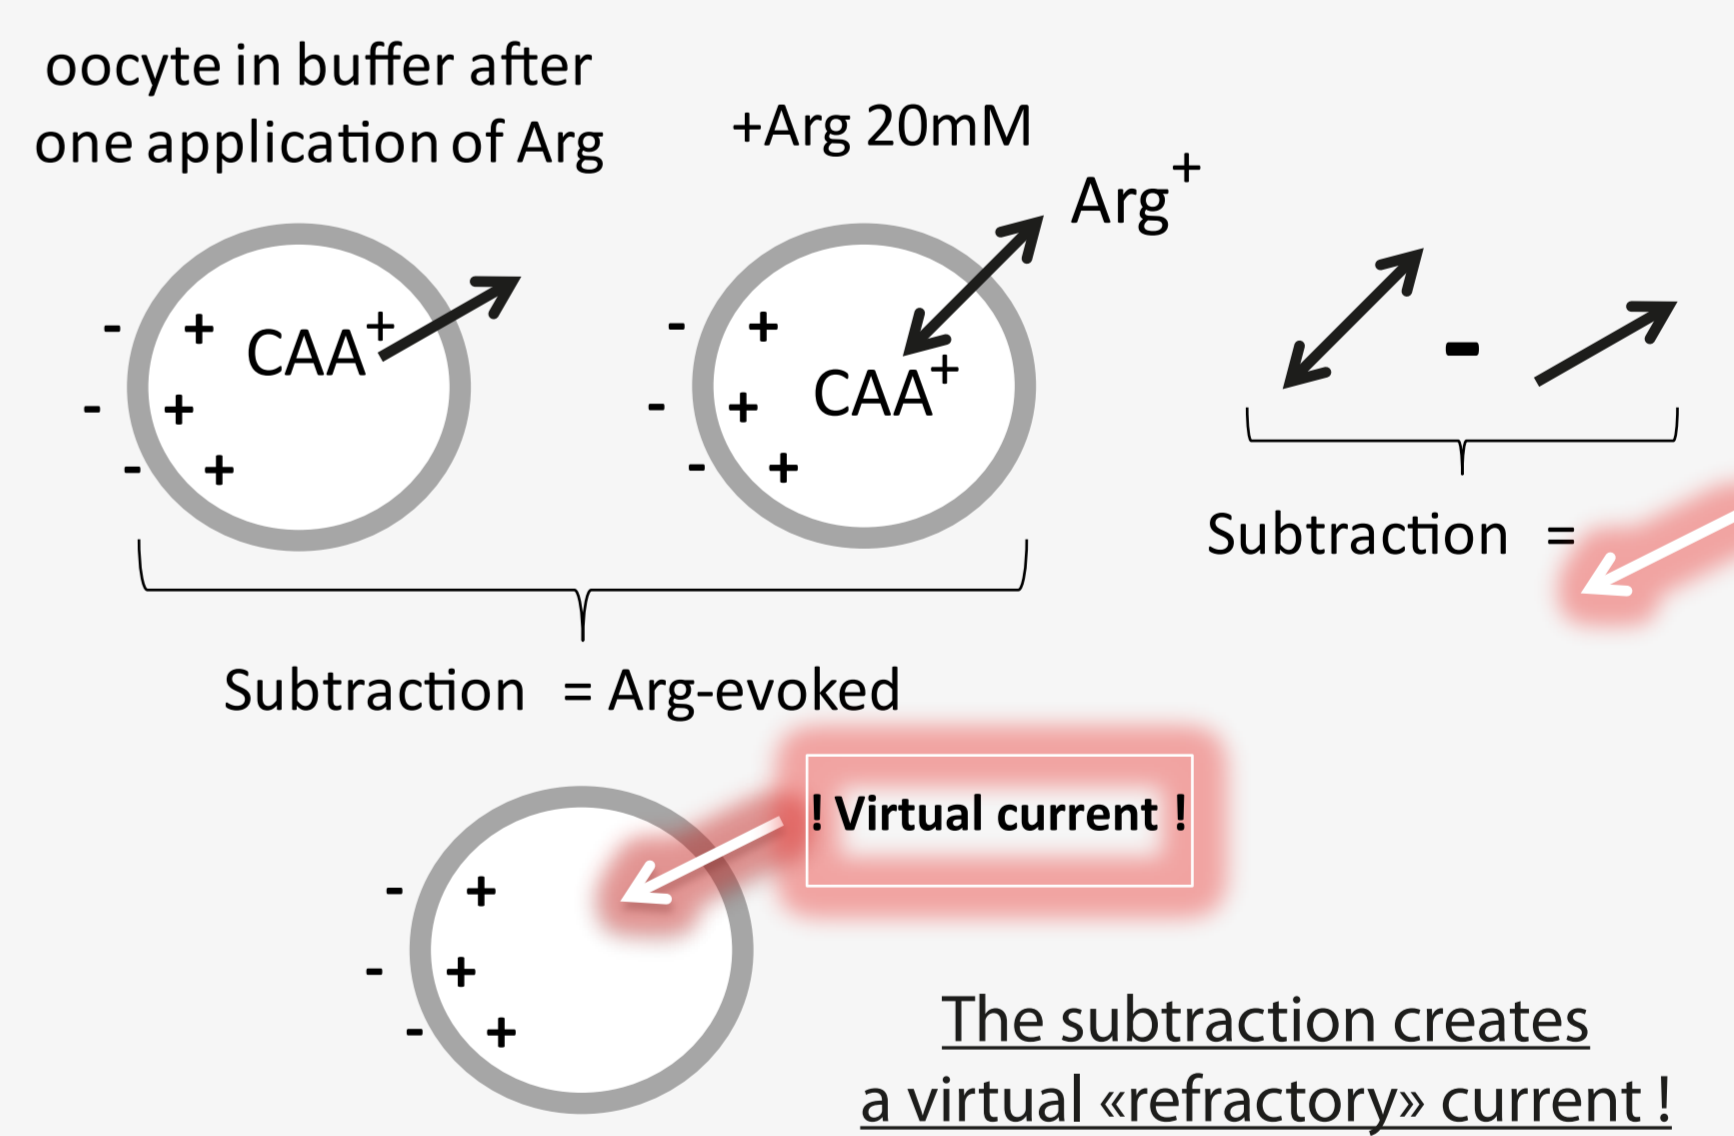 oocyte in buffer after
one application of Arg
+Arg 20mM
Arg+
- + CAA+
- +
- +
- +
- + CAA+
- +
-
Subtraction =
Subtraction = Arg-evoked
! Virtual current !
- +
- +
- +
The subtraction creates
a virtual «refractory» current !